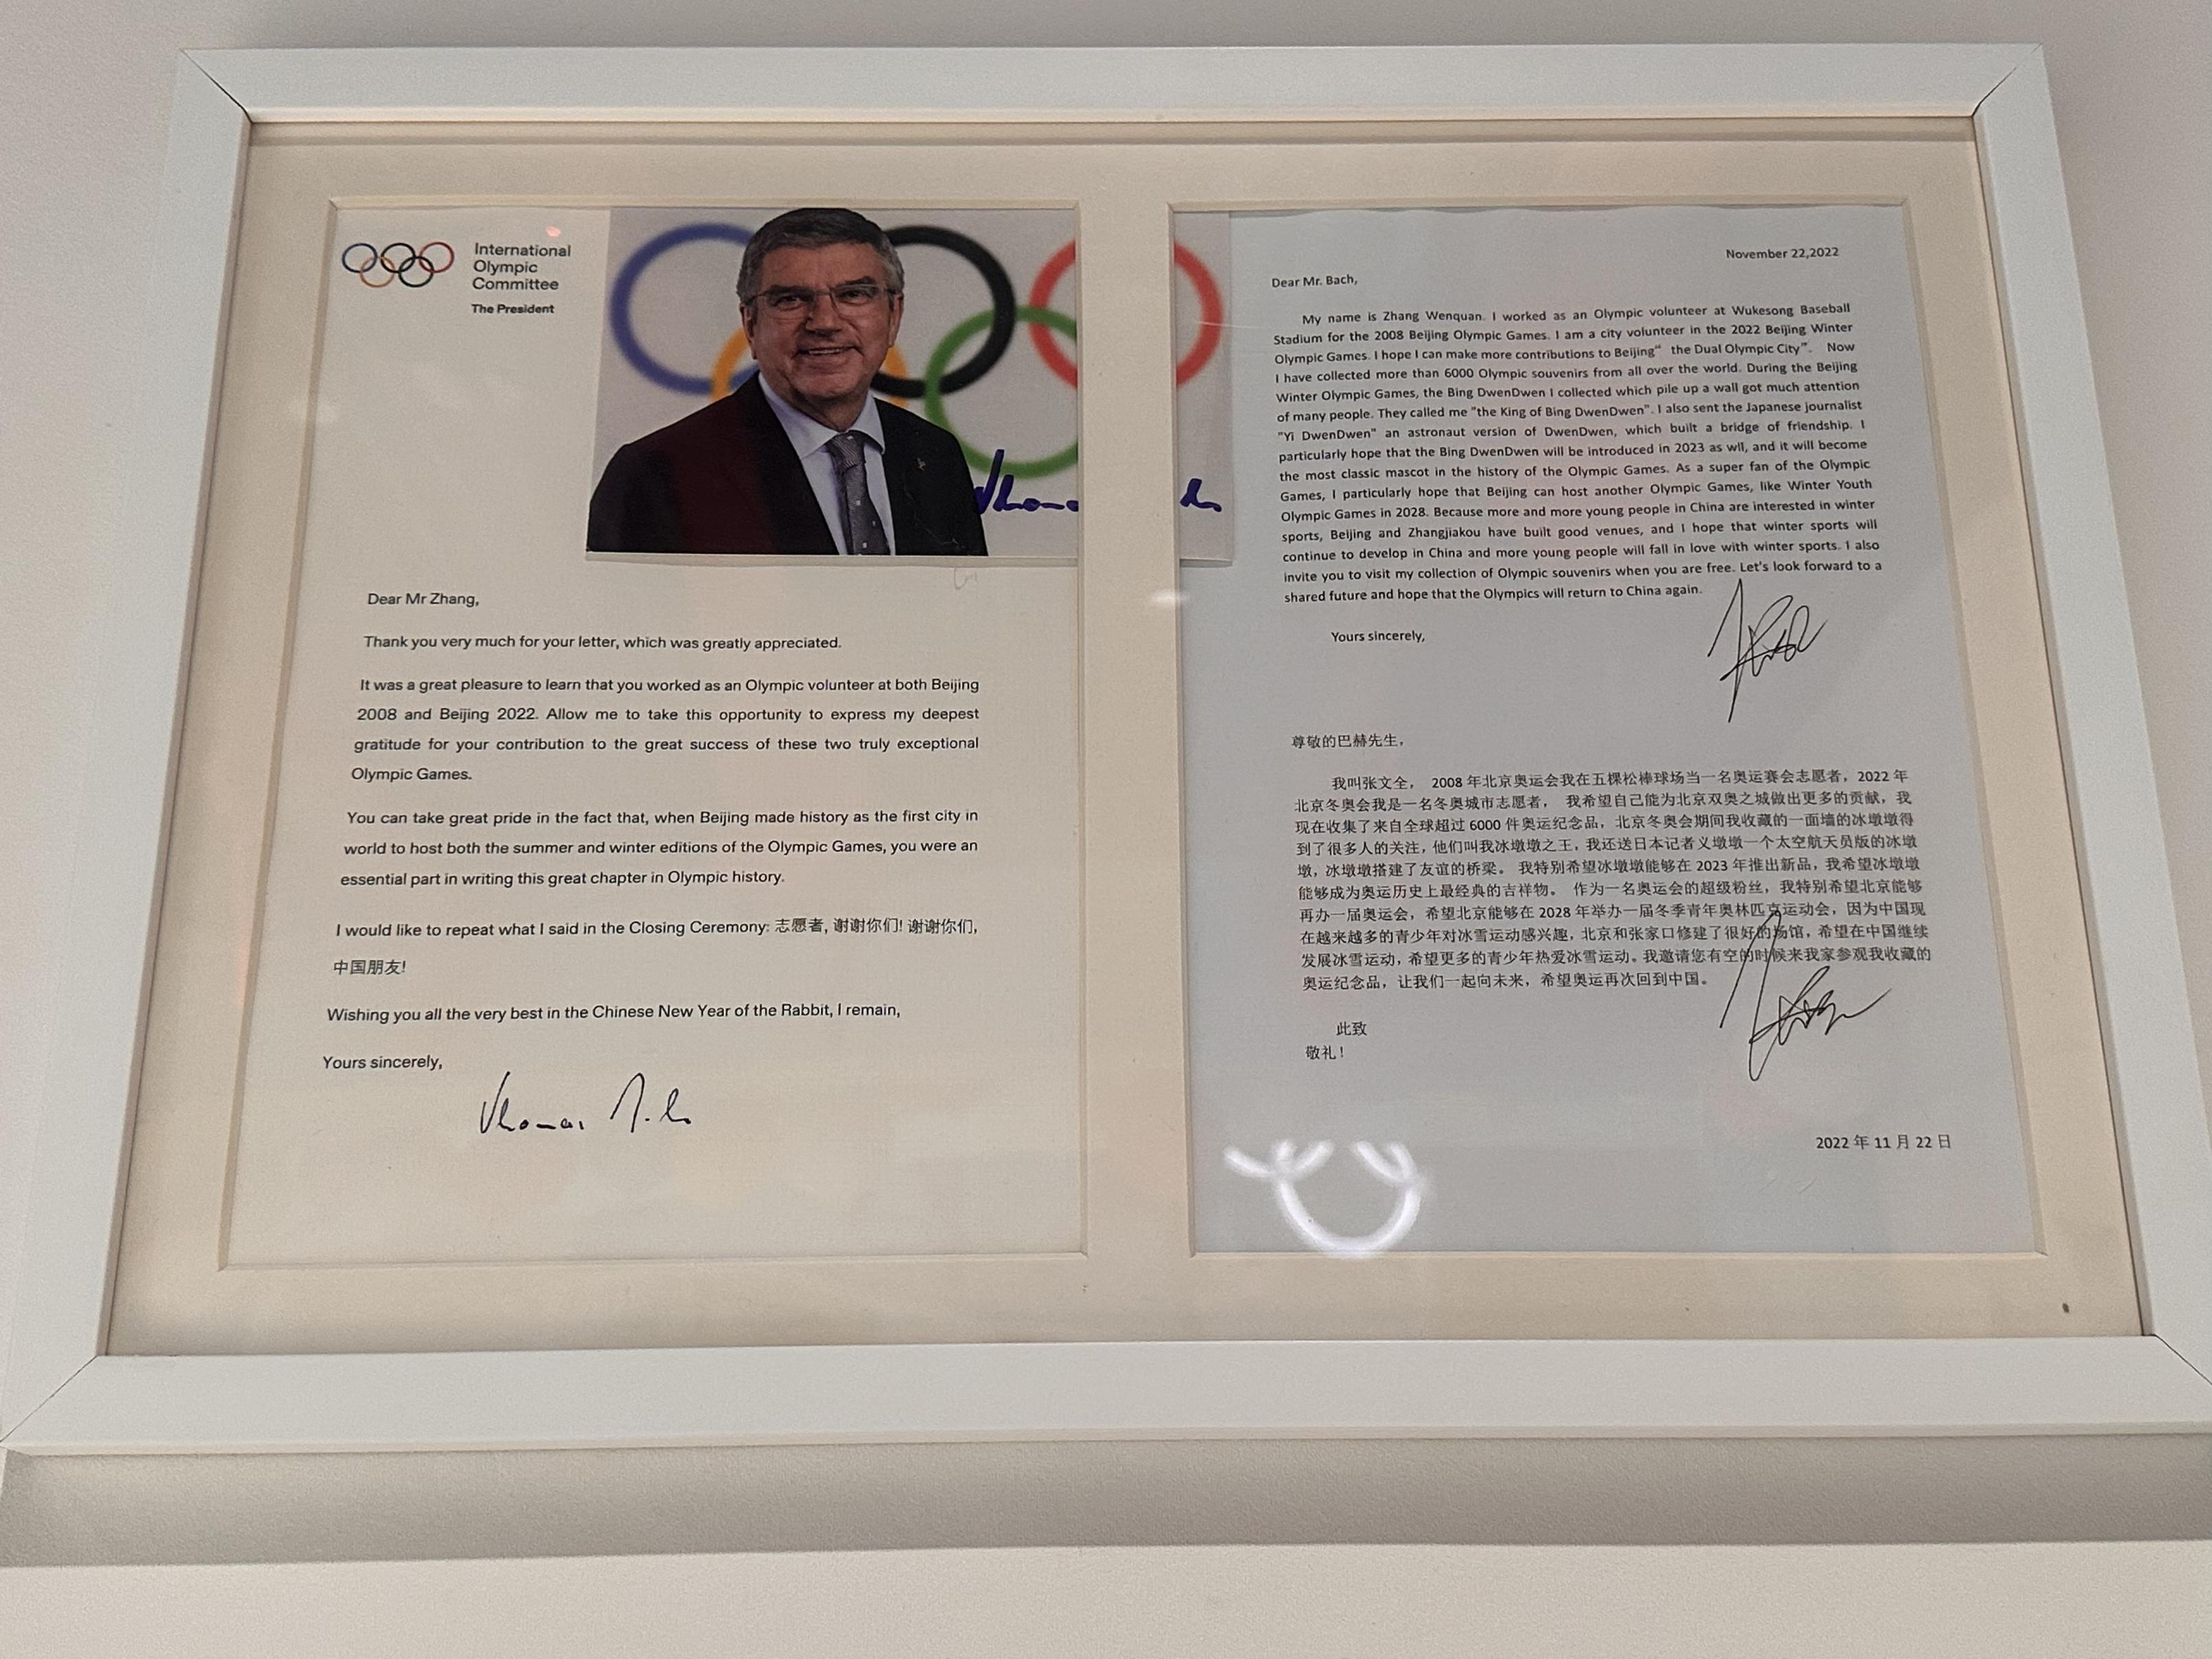 International
Olympic
Committee
The President
Dear Mr Zhang,
Thank you very much for your letter, which was greatly appreciated.
It was a great pleasure to learn that you worked as an Olympic volunteer at both Beijing
2008 and Beijing 2022. Allow me to take this opportunity to express my deepest
gratitude for your contribution to the great success of these two truly exceptional
Olympic Games.
You can take great pride in the fact that, when Beijing made history as the first city in
world to host both the summer and winter editions of the Olympic Games, you were an
essential part in writing this great chapter in Olympic history.
I would like to repeat what I said in the Closing Ceremony: 志愿者, 谢谢你们! 谢谢你们,
中国朋友!
Wishing you all the very best in the Chinese New Year of the Rabbit, I remain,
Yours sincerely,
November 22,2022
Dear Mr. Bach,
My name is Zhang Wenquan. I worked as an Olympic volunteer at Wukesong Baseball
Stadium for the 2008 Beijing Olympic Games. I am a city volunteer in the 2022 Beijing Winter
Olympic Games. I hope I can make more contributions to Beijing“ the Dual Olympic City”. Now
I have collected more than 6000 Olympic souvenirs from all over the world. During the Beijing
Winter Olympic Games, the Bing DwenDwen I collected which pile up a wall got much attention
of many people. They called me "the King of Bing DwenDwen". I also sent the Japanese journalist
"Yi DwenDwen" an astronaut version of DwenDwen, which built a bridge of friendship. I
particularly hope that the Bing DwenDwen will be introduced in 2023 as wll, and it will become
the most classic mascot in the history of the Olympic Games. As a super fan of the Olympic
Games, I particularly hope that Beijing can host another Olympic Games, like Winter Youth
Olympic Games in 2028. Because more and more young people in China are interested in winter
sports, Beijing and Zhangjiakou have built good venues, and I hope that winter sports will
continue to develop in China and more young people will fall in love with winter sports. I also
invite you to visit my collection of Olympic souvenirs when you are free. Let's look forward to a
shared future and hope that the Olympics will return to China again.
Yours sincerely,
尊敬的巴赫先生，
我叫张文全， 2008 年北京奥运会我在五棵松棒球场当一名奥运赛会志愿者，2022 年
北京冬奥会我是一名冬奥城市志愿者， 我希望自己能为北京双奥之城做出更多的贡献，我
现在收集了来自全球超过 6000 件奥运纪念品，北京冬奥会期间我收藏的一面墙的冰墩墩得
到了很多人的关注，他们叫我冰墩墩之王，我还送日本记者义墩墩一个太空航天员版的冰墩
墩，冰墩墩搭建了友谊的桥梁。 我特别希望冰墩墩能够在 2023 年推出新品，我希望冰墩墩
能够成为奥运历史上最经典的吉祥物。 作为一名奥运会的超级粉丝，我特别希望北京能够
再办一届奥运会，希望北京能够在 2028 年举办一届冬季青年奥林匹克运动会，因为中国现
在越来越多的青少年对冰雪运动感兴趣，北京和张家口修建了很好的场馆，希望在中国继续
发展冰雪运动，希望更多的青少年热爱冰雪运动。我邀请您有空的时候来我家参观我收藏的
奥运纪念品，让我们一起向未来，希望奥运再次回到中国。
此致
敬礼！
2022 年 11 月 22 日